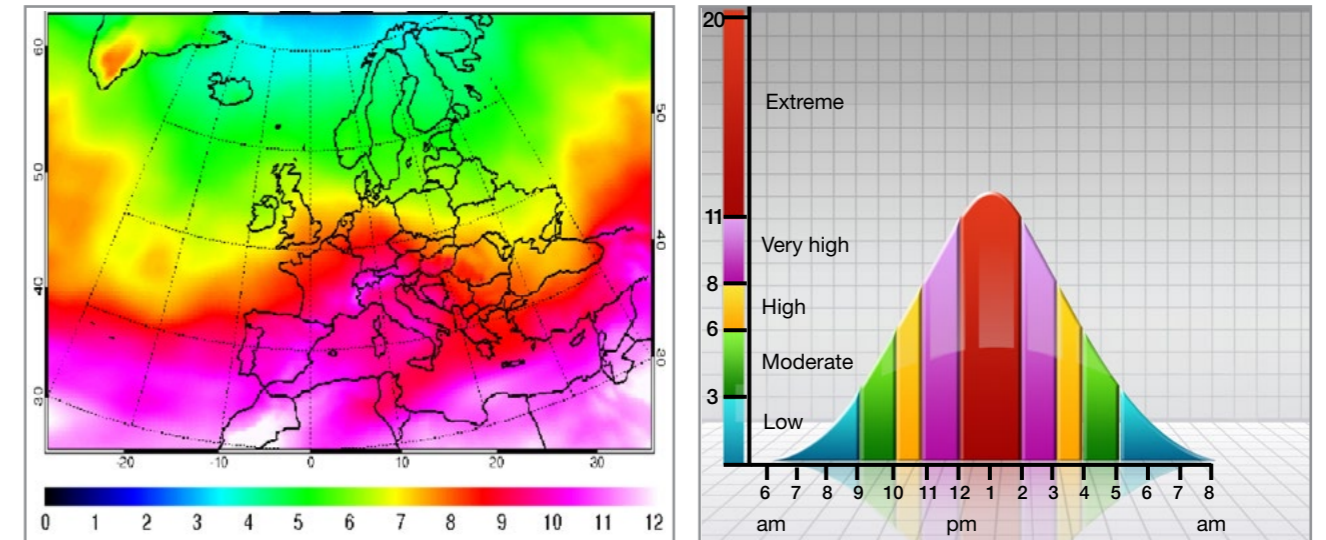 60
50
40
30
50
40
30
-20 -10 0 10 20 30
0 1 2 3 4 5 6 7 8 9 10 11 12
20
Extreme
11
Very high
8
High
6
Moderate
3
Low
6 7 8 9 10 11 12 1 2 3 4 5 6 7 8
am pm am